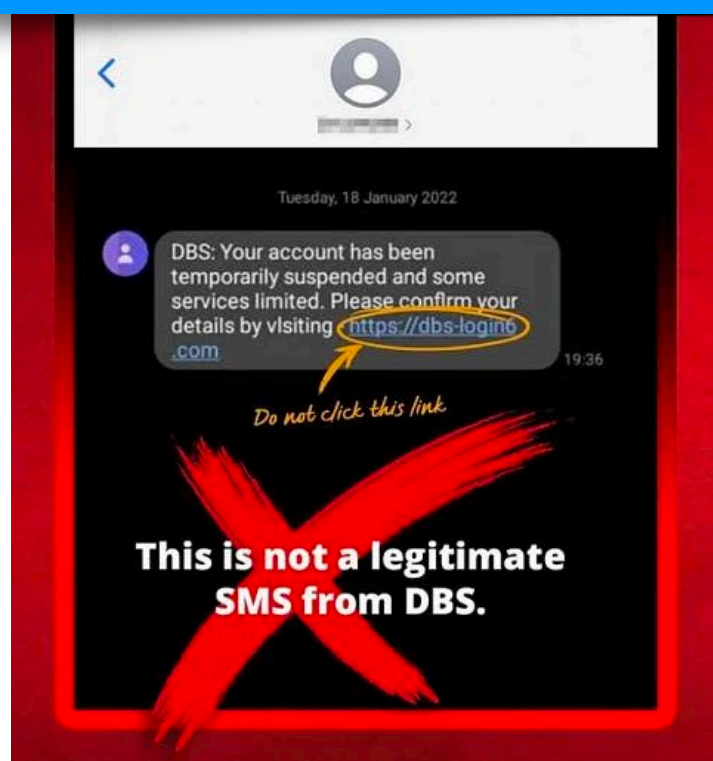 Tuesday, 18 January 2022
DBS: Your account has been
temporarily suspended and some
services limited. Please conflrm your
details by vlsiting https://dbs-login6
.com
19:36
Do not click this link
This is not a legitimate
SMS from DBS.